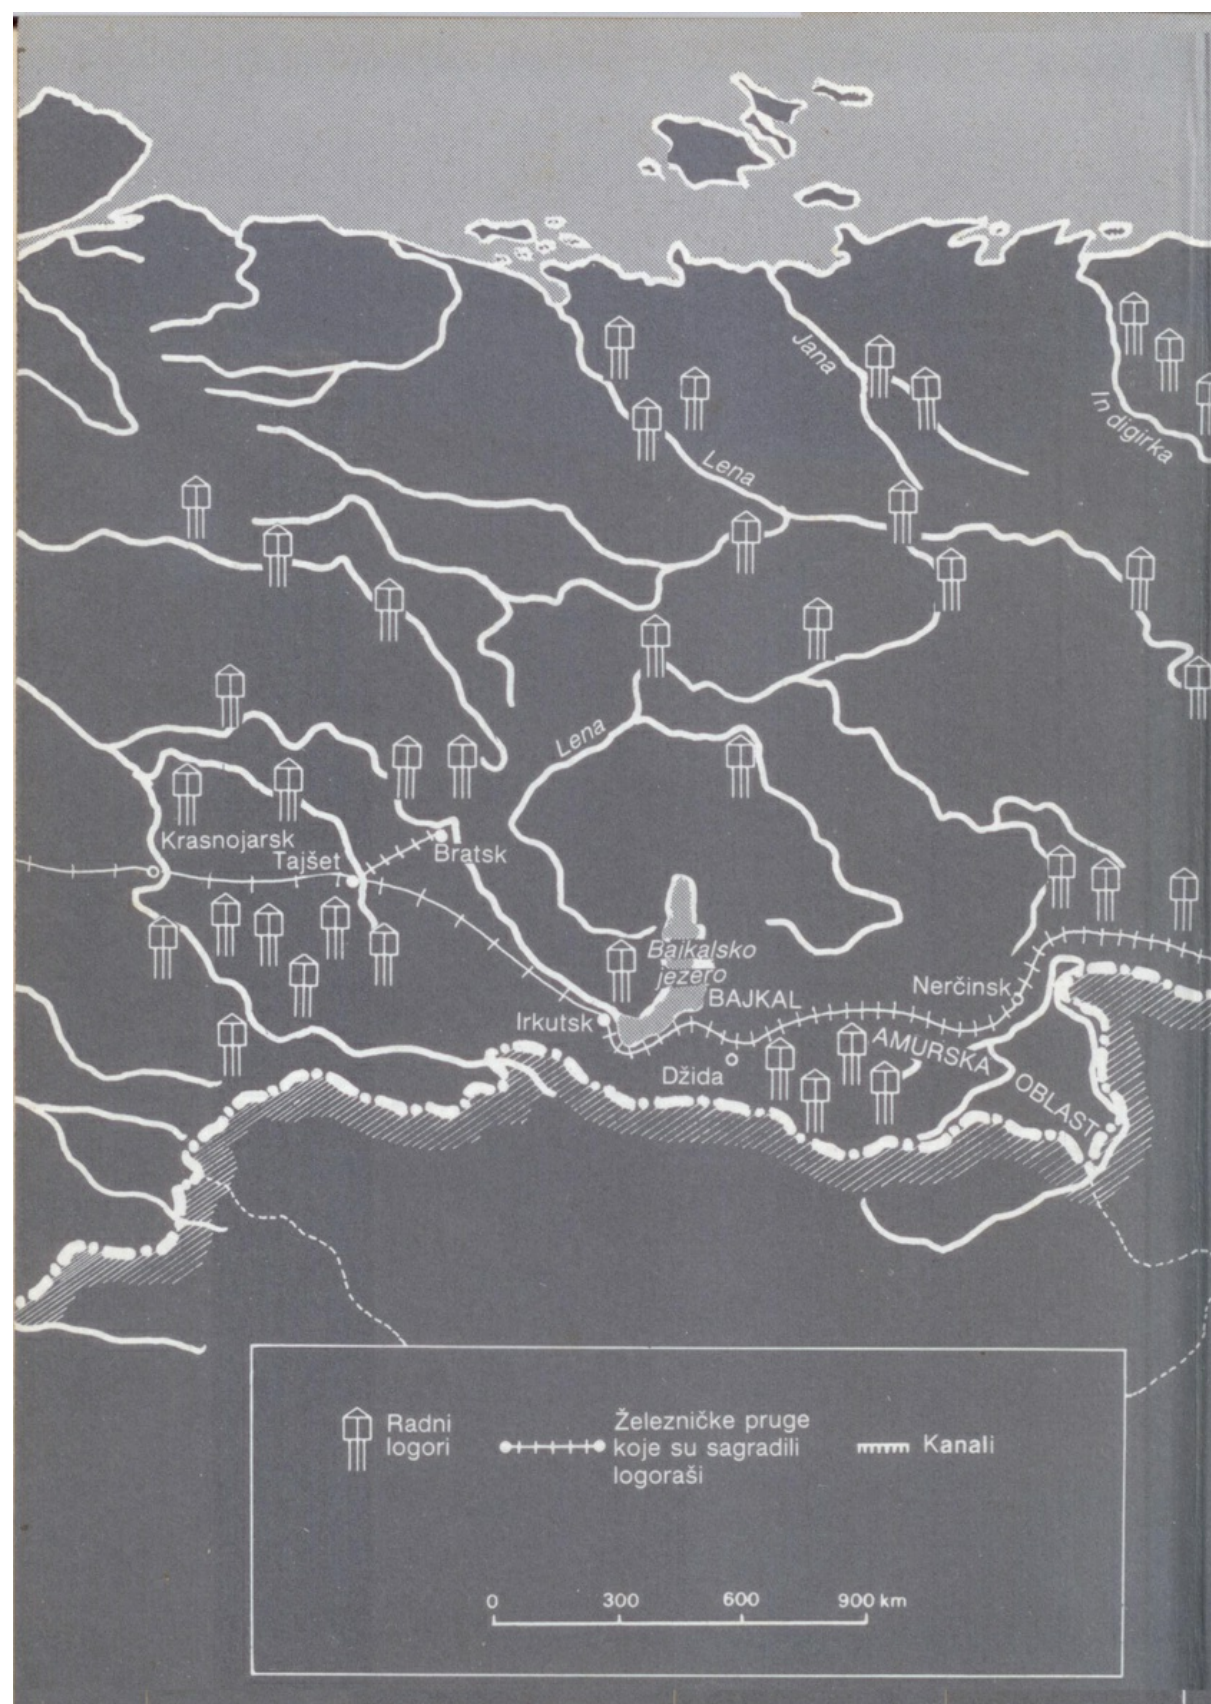 Jana
In digirka
Lena
Lena
Krasnojarsk
Tajšet
Bratsk
Bajkalsko
jezero
BAJKAL
Nerčinsk
Irkutsk
AMURSKA
OBLAST
Džida
Radni
logori
Železničke pruge
koje su sagradili
logoraši
Kanali
0 300 600 900 km